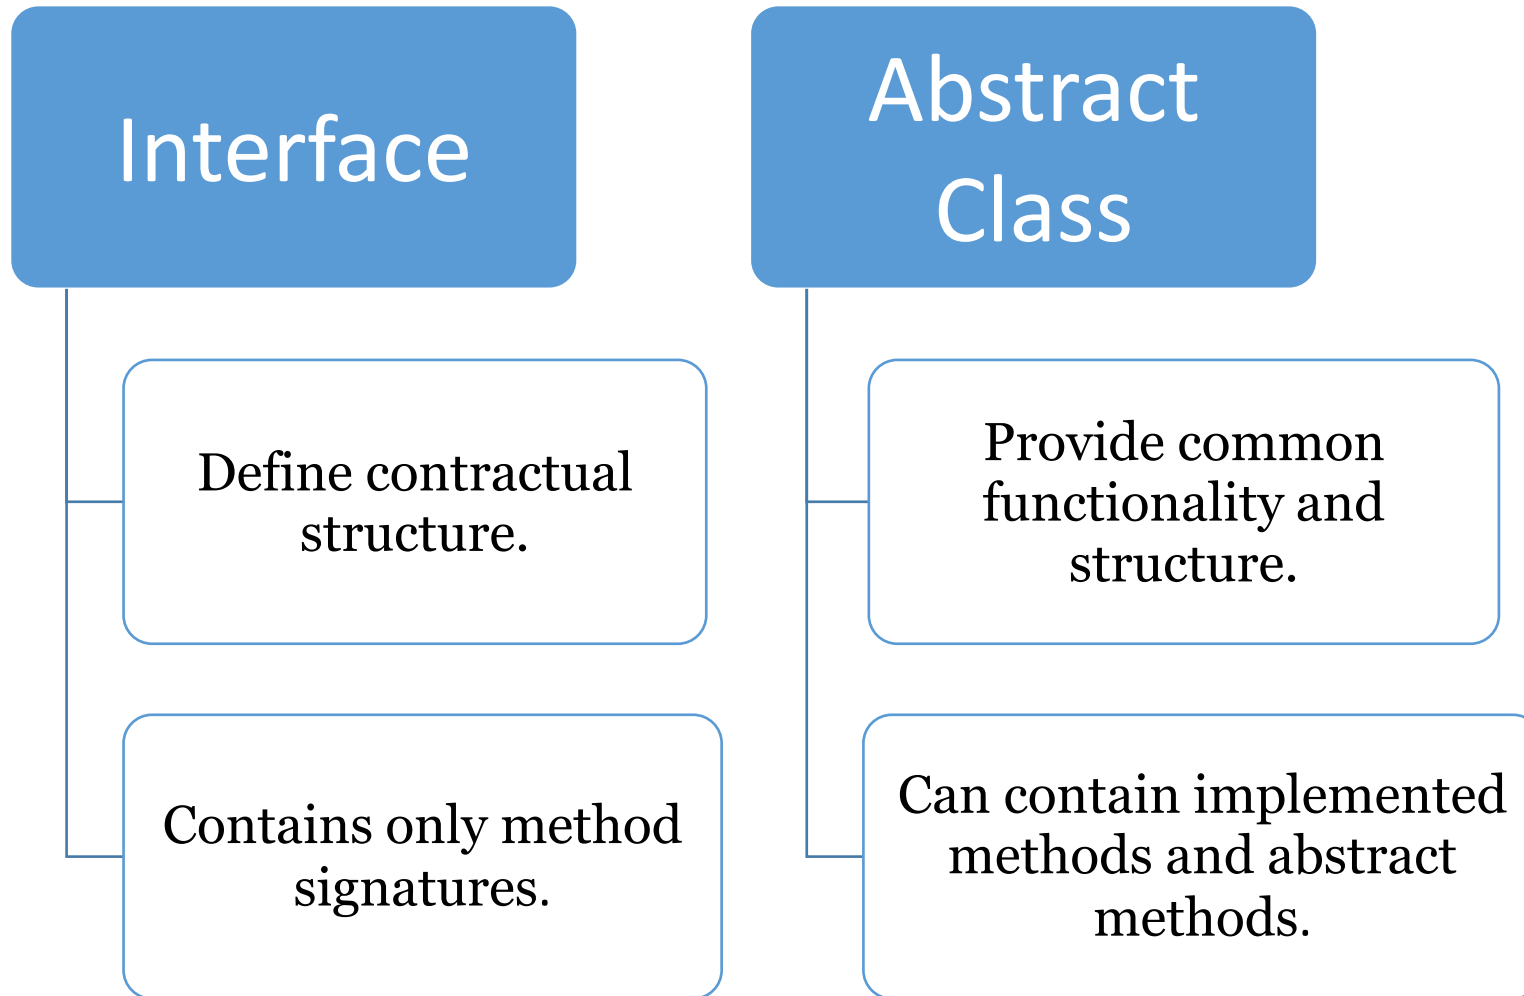 Interface
Define contractual
structure.
Contains only method
signatures.
Abstract
Class
Provide common
functionality and
structure.
Can contain implemented
methods and abstract
methods.